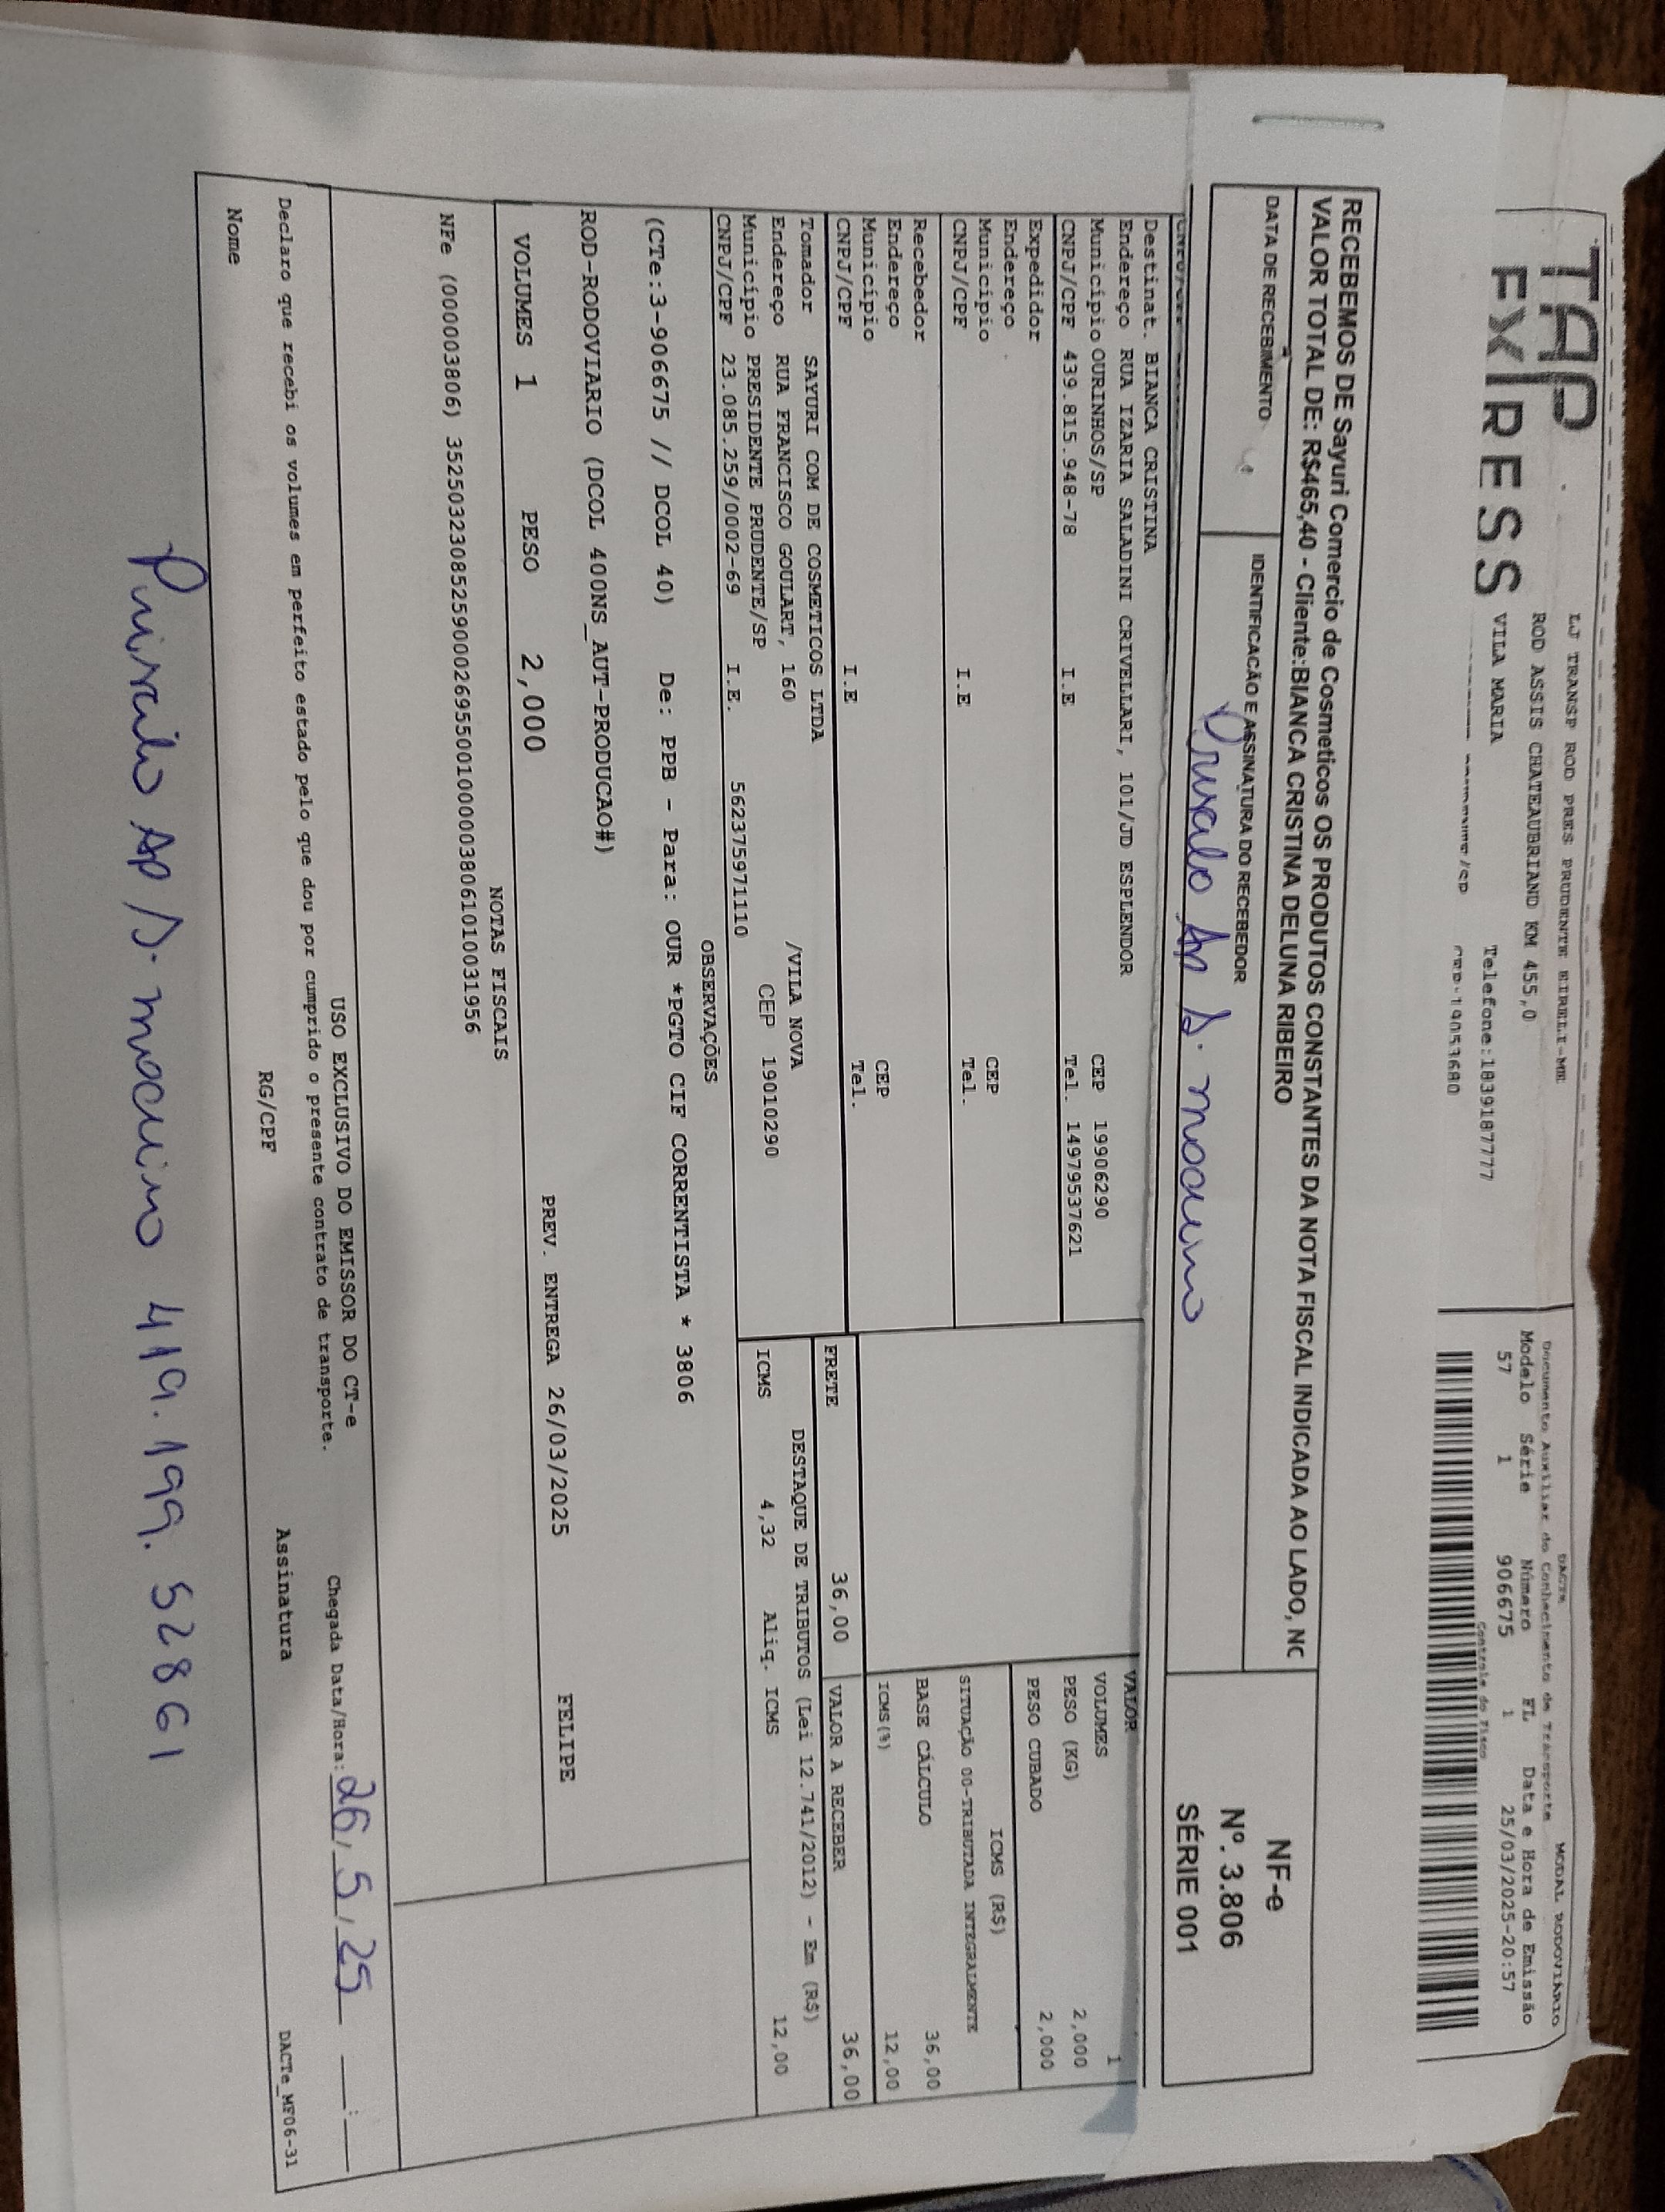 TAP
EXPRESS
LJ TRANSP ROD PRES PRUDENTE EIRELI-ME
ROD ASSIS CHATEAUBRIAND KM 455,0
VILA MARIA
Telefone:1839187777
CEP:19053680
DACTE
MODAL RODOVIÁRIO
Documento Auxiliar do Conhecimento de Transporte
Modelo Série Número FL Data e Hora de Emissão
57 1 906675 1 25/03/2025-20:57
Controle do Fisco
RECEBEMOS DE Sayuri Comercio de Cosmeticos OS PRODUTOS CONSTANTES DA NOTA FISCAL INDICADA AO LADO, NC
VALOR TOTAL DE: R$465,40 - Cliente:BIANCA CRISTINA DELUNA RIBEIRO
DATA DE RECEBIMENTO
IDENTIFICAÇÃO E ASSINATURA DO RECEBEDOR
NF-e
Nº. 3.806
SÉRIE 001
Destinat. BIANCA CRISTINA
Endereço RUA IZARIA SALADINI CRIVELLARI, 101/JD ESPLENDOR
Município OURINHOS/SP CEP 19906290
CNPJ/CPF 439.815.948-78 I.E Tel. 14979537621
Expedidor
Endereço
Município CEP
CNPJ/CPF I.E Tel.
Recebedor
Endereço
Município CEP
CNPJ/CPF I.E Tel.
Tomador SAYURI COM DE COSMETICOS LTDA
Endereço RUA FRANCISCO GOULART, 160 /VILA NOVA
Município PRESIDENTE PRUDENTE/SP CEP 19010290
CNPJ/CPF 23.085.259/0002-69 I.E. 562375971110
VALOR
VOLUMES 1
PESO (KG) 2,000
PESO CUBADO 2,000
ICMS (R$)
SITUAÇÃO 00-TRIBUTADA INTEGRALMENTE
BASE CÁLCULO 36,00
ICMS(%) 12,00
FRETE 36,00 VALOR A RECEBER 36,00
DESTAQUE DE TRIBUTOS (Lei 12.741/2012) - Em (R$)
ICMS 4,32 Aliq. ICMS 12,00
OBSERVAÇÕES
(CTe:3-906675 // DCOL 40) De: PPB - Para: OUR *PGTO CIF CORRENTISTA * 3806
ROD-RODOVIARIO (DCOL 400NS_AUT-PRODUCAO#)
VOLUMES 1 PESO 2,000 PREV. ENTREGA 26/03/2025 FELIPE
NOTAS FISCAIS
NFe (000003806) 35250323085259000269550010000038061010031956
USO EXCLUSIVO DO EMISSOR DO CT-e
Chegada Data/Hora: 26/5/25 __:__
Declaro que recebi os volumes em perfeito estado pelo que dou por cumprido o presente contrato de transporte.
Nome RG/CPF Assinatura DACTe_MF06-31
419.199.52861